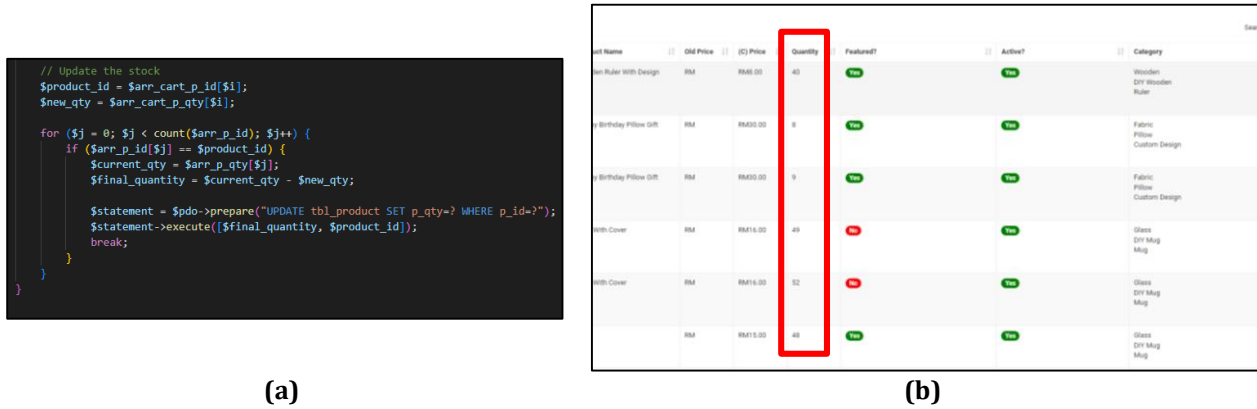 // Update the stock
$product_id = $arr_cart_p_id[$i];
$new_qty = $arr_cart_p_qty[$i];
for ($j = 0; $j < count($arr_p_id); $j++) {
if ($arr_p_id[$j] == $product_id) {
$current_qty = $arr_p_qty[$j];
$final_quantity = $current_qty - $new_qty;
$statement = $pdo->prepare("UPDATE tbl_product SET p_qty=? WHERE p_id=?");
$statement->execute([$final_quantity, $product_id]);
break;
}
}
}
(a)
Sea
uct Name Old Price (C) Price Quantity Featured? Active? Category
den Ruler With Design RM RM8.00 40 Yes Yes Wooden
DIY Wooden
Ruler
y Birthday Pillow Gift RM RM30.00 8 Yes Yes Fabric
Pillow
Custom Design
y Birthday Pillow Gift RM RM30.00 9 Yes Yes Fabric
Pillow
Custom Design
With Cover RM RM16.00 49 No Yes Glass
DIY Mug
Mug
With Cover RM RM16.00 52 No Yes Glass
DIY Mug
Mug
RM RM15.00 48 Yes Yes Glass
DIY Mug
Mug
(b)